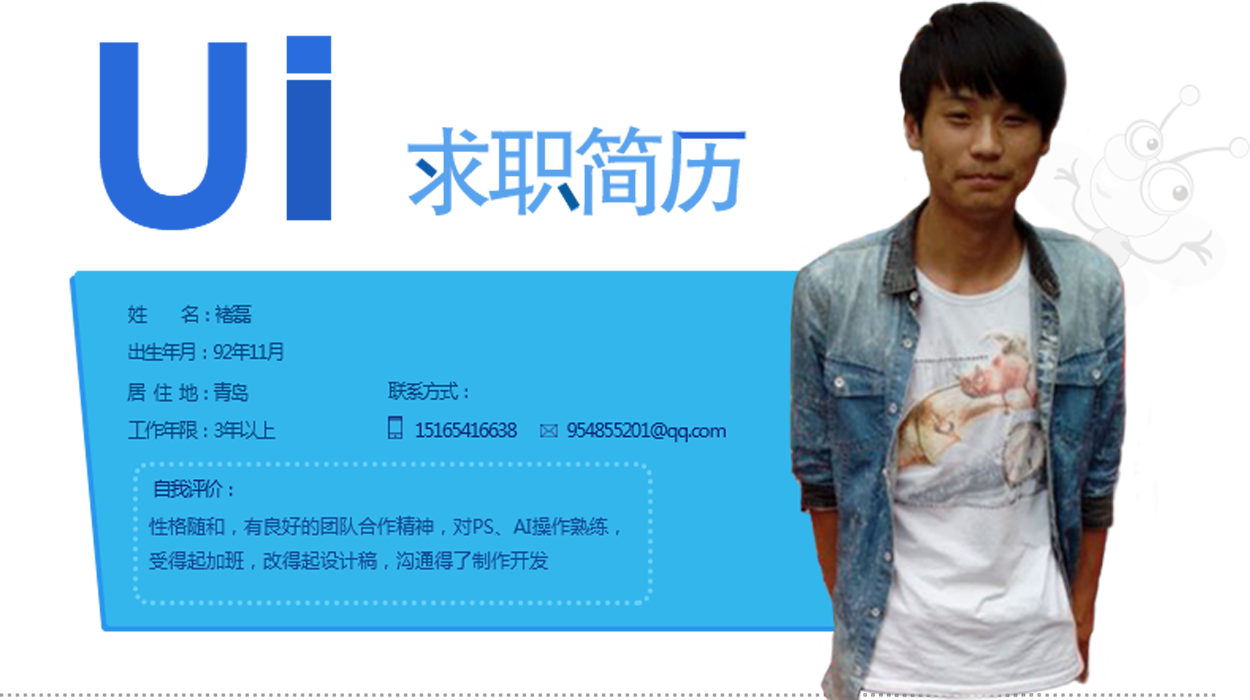 Ui
求职简历
姓 名：褚磊
出生年月：92年11月
居 住 地：青岛
联系方式：
工作年限：3年以上
15165416638 954855201@qq.com
自我评价：
性格随和，有良好的团队合作精神，对PS、AI操作熟练，
受得起加班，改得起设计稿，沟通得了制作开发